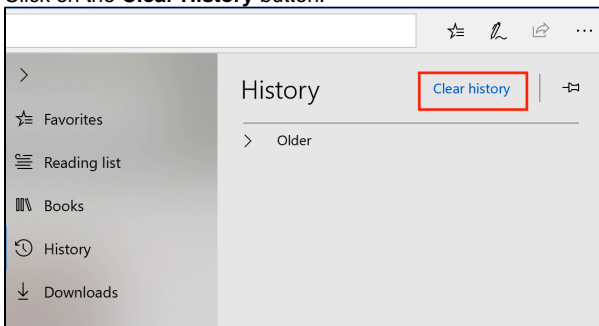 Click on the Clear History button.
History
Clear history
Older
Favorites
Reading list
Books
History
Downloads